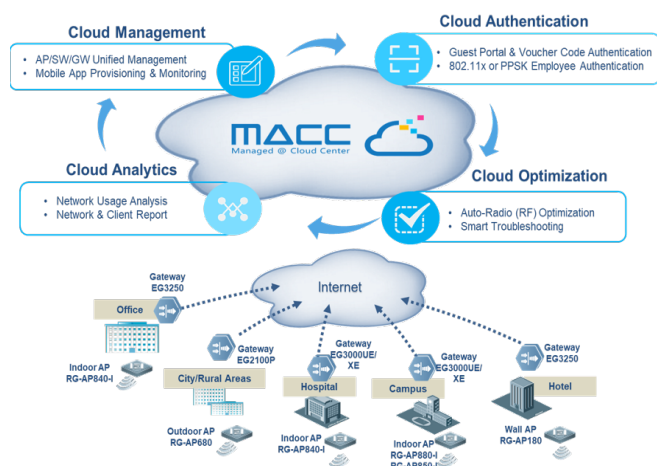 Cloud Management
• AP/SW/GW Unified Management
• Mobile App Provisioning & Monitoring
Cloud Authentication
• Guest Portal & Voucher Code Authentication
• 802.11x or PPSK Employee Authentication
MACC
Managed @ Cloud Center
Cloud Analytics
• Network Usage Analysis
• Network & Client Report
Cloud Optimization
• Auto-Radio (RF) Optimization
• Smart Troubleshooting
Internet
Gateway
EG3250
Office
Indoor AP
RG-AP840-I
Gateway
EG2100P
City/Rural Areas
Outdoor AP
RG-AP680
Gateway
EG3000UE/
XE
Hospital
Indoor AP
RG-AP840-I
Gateway
EG3000UE/
XE
Campus
Indoor AP
RG-AP880-I
Gateway
EG3250
Hotel
Wall AP
RG-AP180